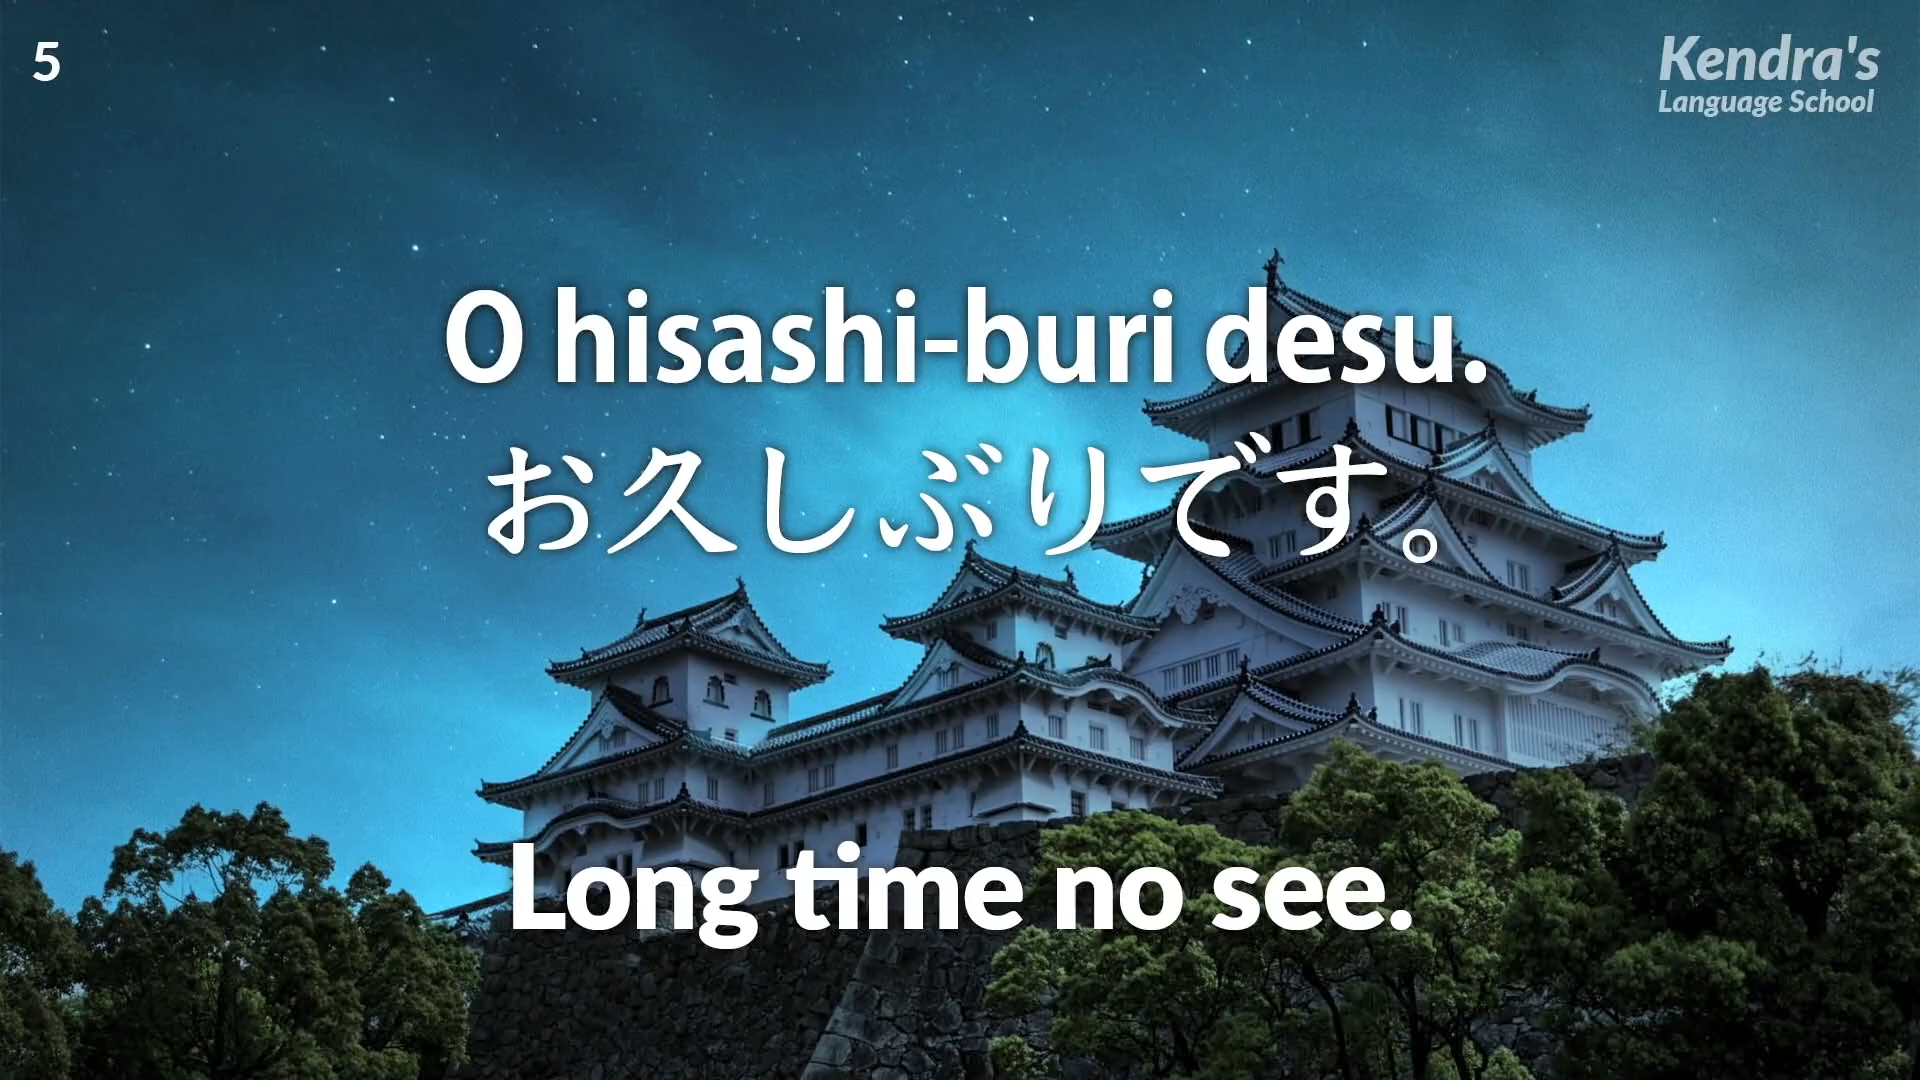 5
Kendra's
Language School
O hisashi-buri desu.
お久しぶりです。
Long time no see.